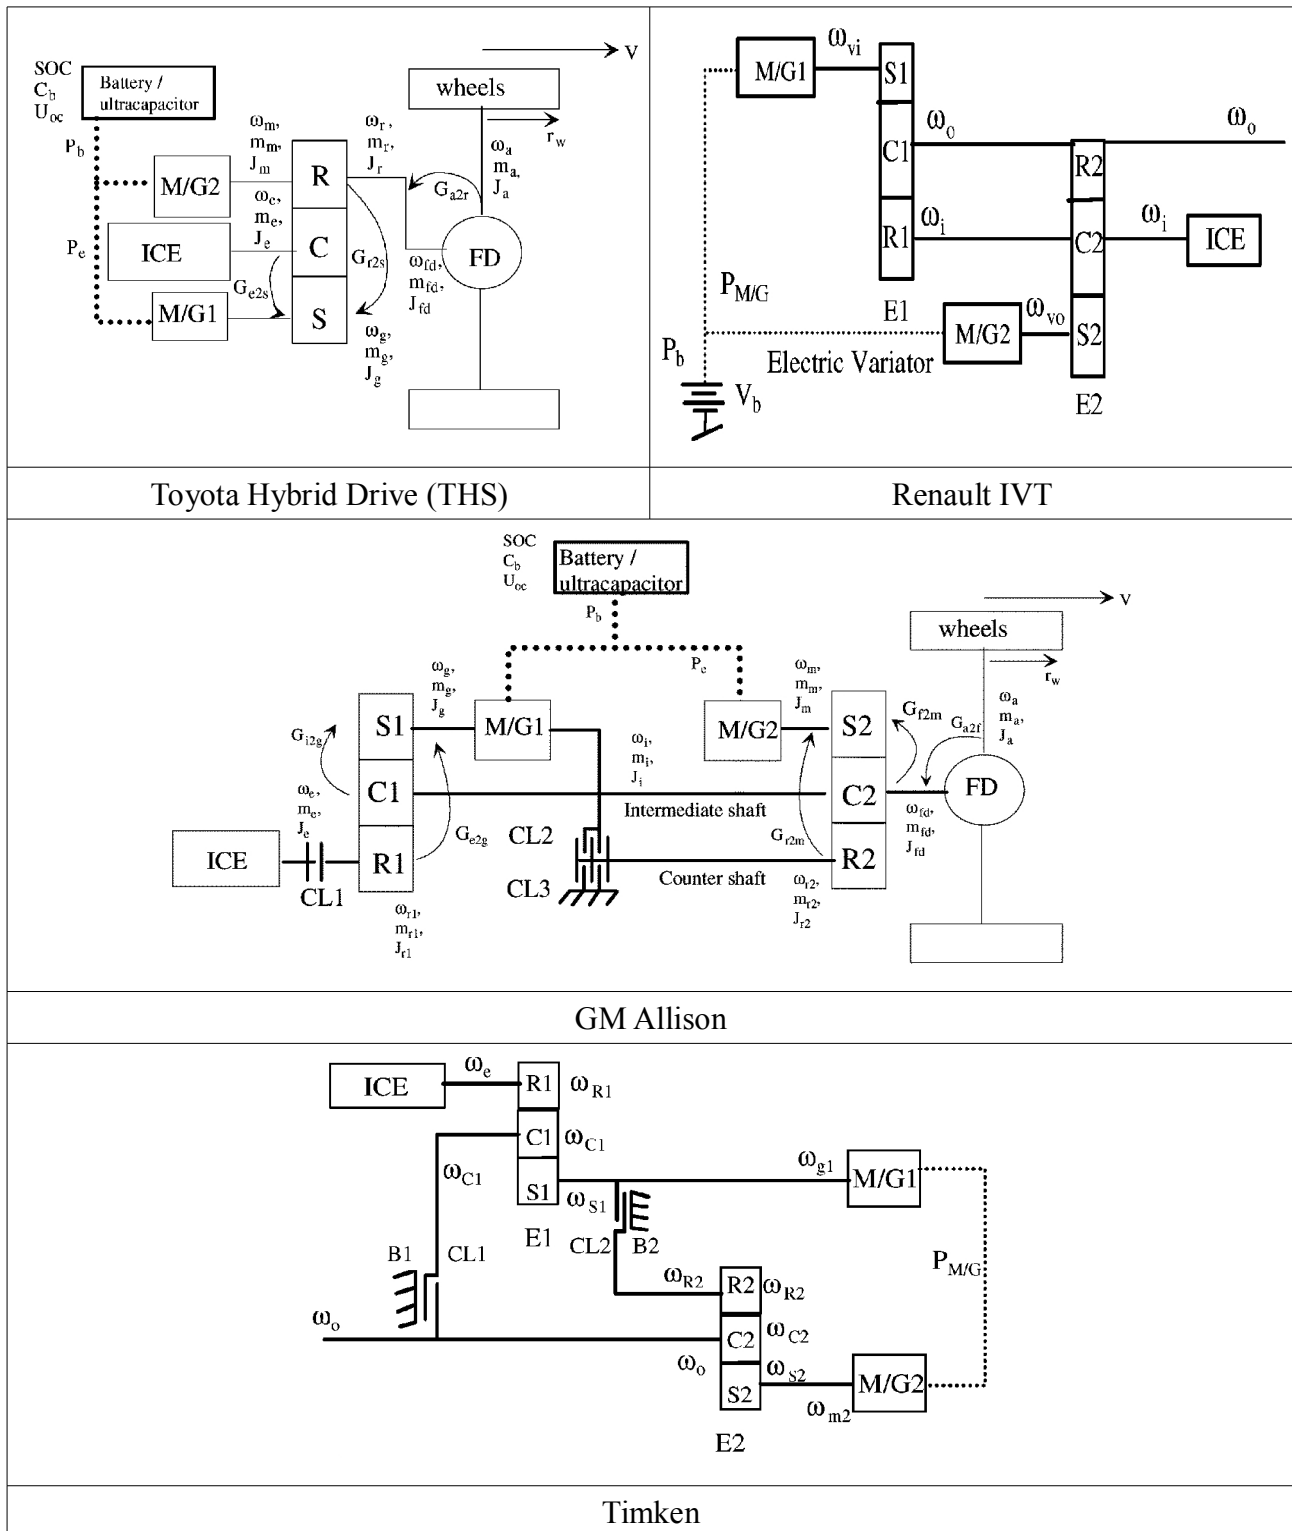 V
SOC
C_b
U_oc
Battery /
ultracapacitor
wheels
r_w
P_b
ω_m,
m_m,
J_m
ω_r,
m_r,
J_r
ω_a
m_a,
J_a
M/G2
R
G_a2r
ω_e,
m_e,
J_e
P_e
ICE
C
G_r2s
FD
G_e2s
ω_fd,
m_fd,
J_fd
M/G1
S
ω_g,
m_g,
J_g
Toyota Hybrid Drive (THS)
M/G1
ω_vi
S1
ω_o
ω_o
C1
R2
ω_i
ω_i
R1
C2
ICE
P_M/G
E1
ω_vo
M/G2
S2
P_b
Electric Variator
V_b
E2
Renault IVT
SOC
C_b
U_oc
Battery /
ultracapacitor
P_b
V
wheels
r_w
P_e
ω_g,
m_g,
J_g
ω_m,
m_m,
J_m
ω_a
m_a,
J_a
S1
M/G1
M/G2
S2
G_i2g
G_f2m
G_a2f
ω_i,
m_i,
J_i
C1
Intermediate shaft
C2
FD
ω_e,
m_e,
J_e
G_e2g
CL2
G_r2m
ω_fd,
m_fd,
J_fd
ICE
R1
R2
CL1
CL3
Counter shaft
ω_r1,
m_r1,
J_r1
ω_r2,
m_r2,
J_r2
GM Allison
ICE
ω_e
R1
ω_R1
C1
ω_C1
ω_C1
S1
ω_S1
ω_g1
M/G1
E1
B1
CL1
CL2
B2
P_M/G
ω_R2
R2
ω_R2
ω_o
C2
ω_C2
ω_o
ω_S2
S2
M/G2
ω_m2
E2
Timken